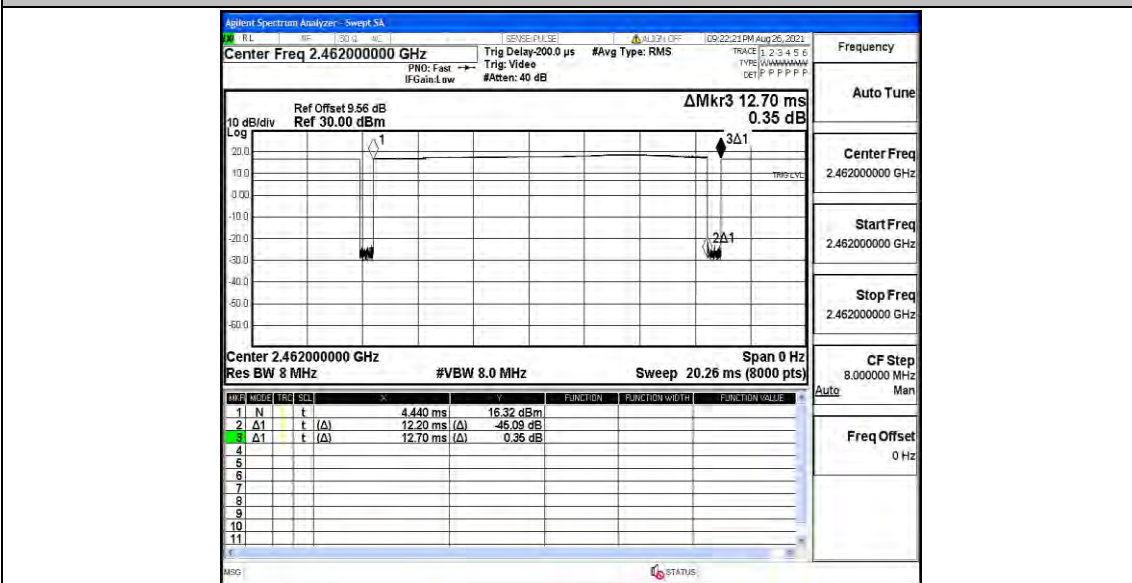 Agilent Spectrum Analyzer - Swept SA
RL RF 50 Ω AC SENSE:PULSE ALIGN OFF 09:22:21 PM Aug 26, 2021
Center Freq 2.462000000 GHz
Trig Delay-200.0 µs #Avg Type: RMS
TRACE 1 2 3 4 5 6
PNO: Fast Trig: Video
TYPE
IFGain:Low #Atten: 40 dB
DET P P P P P P
ΔMkr3 12.70 ms
0.35 dB
Ref Offset 9.56 dB
10 dB/div Ref 30.00 dBm
Log
1
3Δ1
2Δ1
TRIG LVL
20.0
10.0
0.00
-10.0
-20.0
-30.0
-40.0
-50.0
-60.0
Center 2.462000000 GHz Span 0 Hz
Res BW 8 MHz #VBW 8.0 MHz Sweep 20.26 ms (8000 pts)
MKR MODE TRC SCL X Y FUNCTION FUNCTION WIDTH FUNCTION VALUE
1 N t 4.440 ms 16.32 dBm
2 Δ1 t (Δ) 12.20 ms (Δ) -45.09 dB
3 Δ1 t (Δ) 12.70 ms (Δ) 0.35 dB
4
5
6
7
8
9
10
11
MSG STATUS
Frequency
Auto Tune
Center Freq
2.462000000 GHz
Start Freq
2.462000000 GHz
Stop Freq
2.462000000 GHz
CF Step
8.000000 MHz
Auto Man
Freq Offset
0 Hz